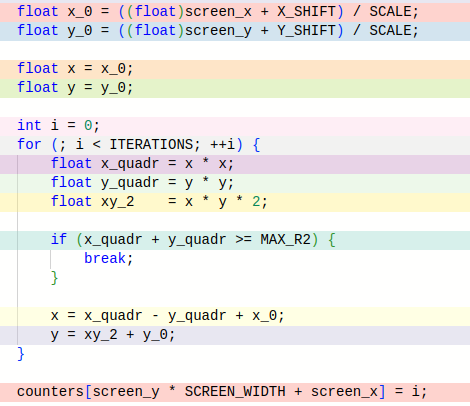 float x_0 = ((float)screen_x + X_SHIFT) / SCALE;
float y_0 = ((float)screen_y + Y_SHIFT) / SCALE;
float x = x_0;
float y = y_0;
int i = 0;
for (; i < ITERATIONS; ++i) {
    float x_quadr = x * x;
    float y_quadr = y * y;
    float xy_2    = x * y * 2;
    if (x_quadr + y_quadr >= MAX_R2) {
        break;
    }
    x = x_quadr - y_quadr + x_0;
    y = xy_2 + y_0;
}
counters[screen_y * SCREEN_WIDTH + screen_x] = i;